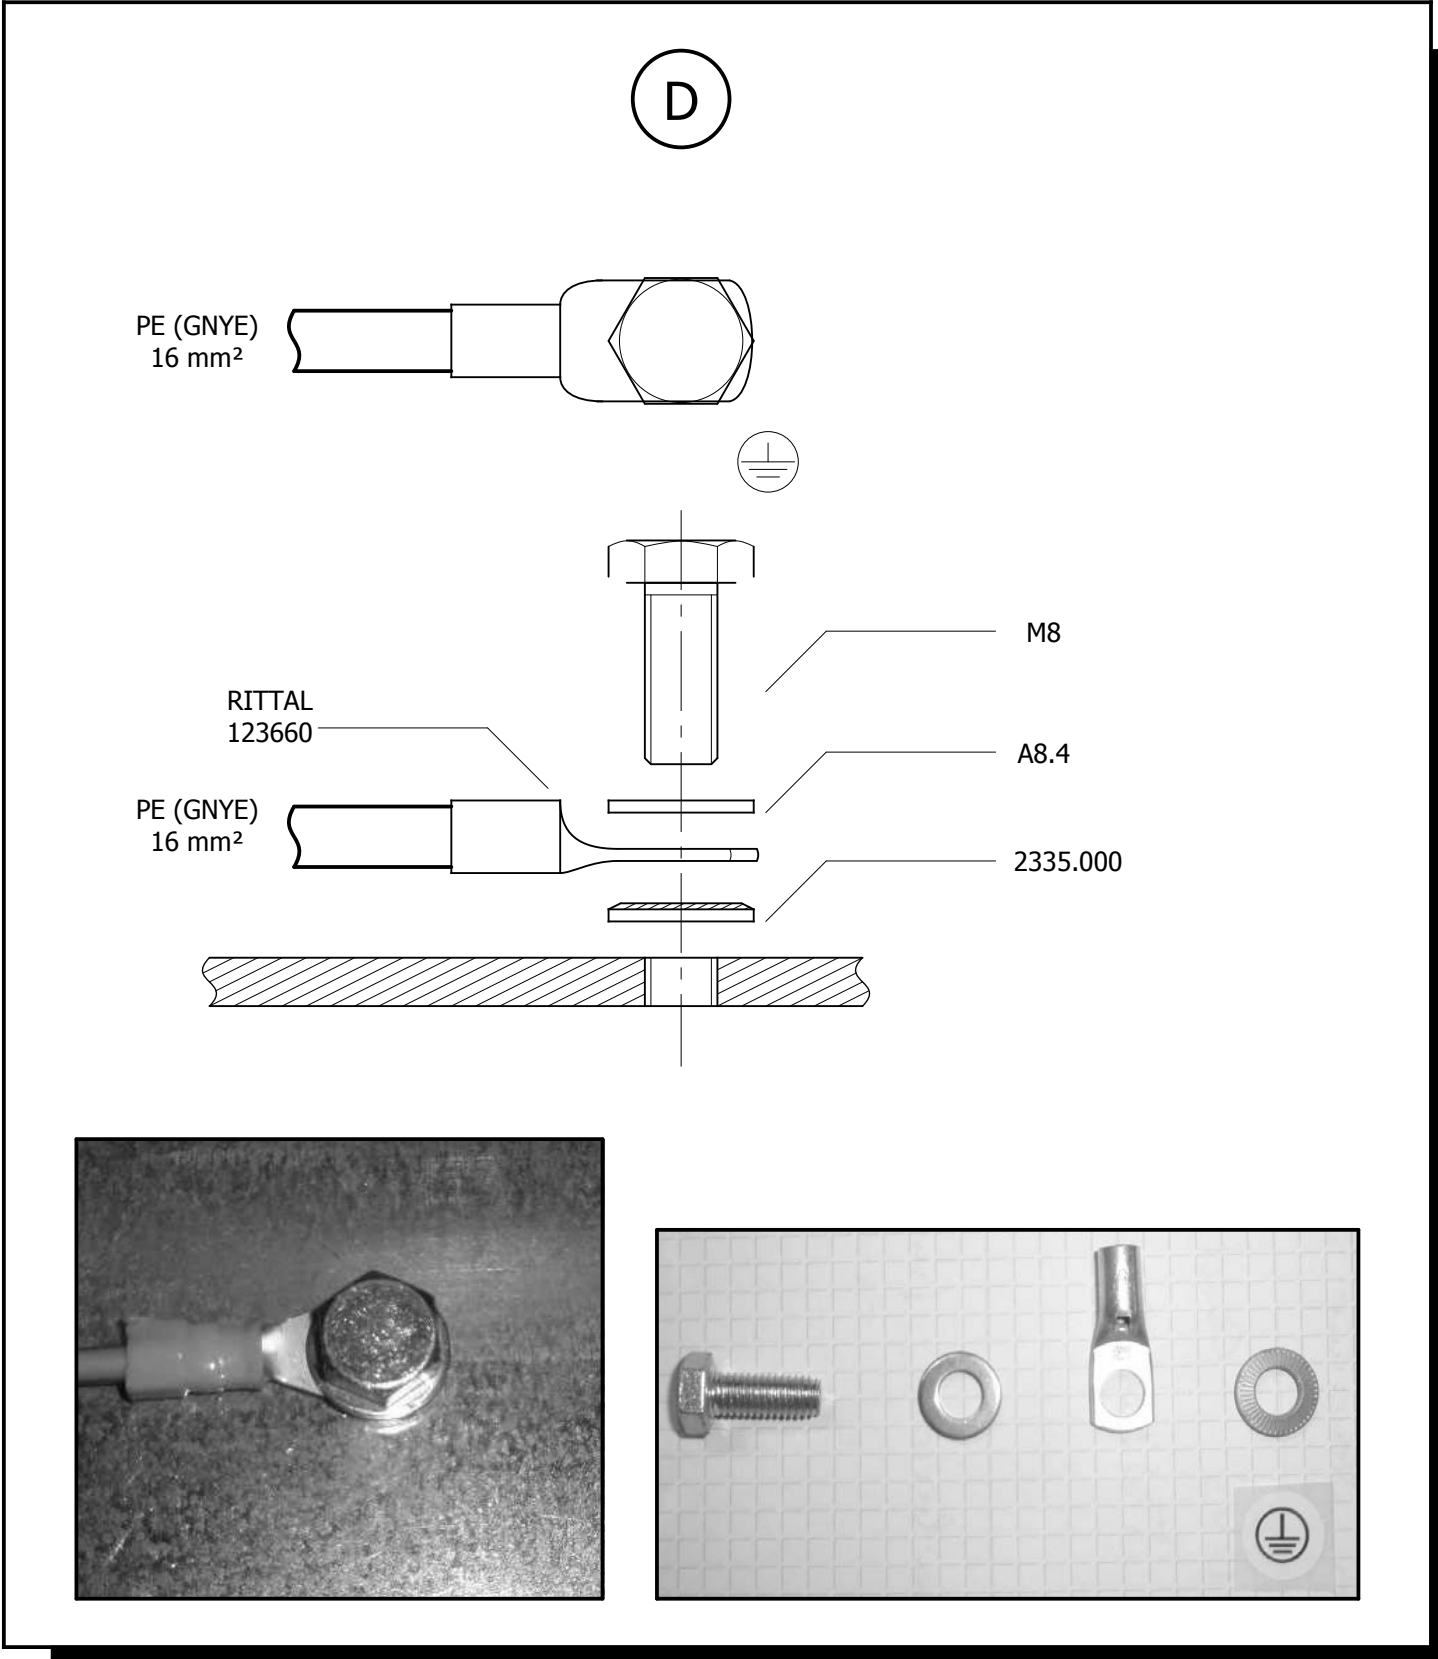 D
PE (GNYE)
16 mm²
M8
RITTAL
123660
A8.4
PE (GNYE)
16 mm²
2335.000